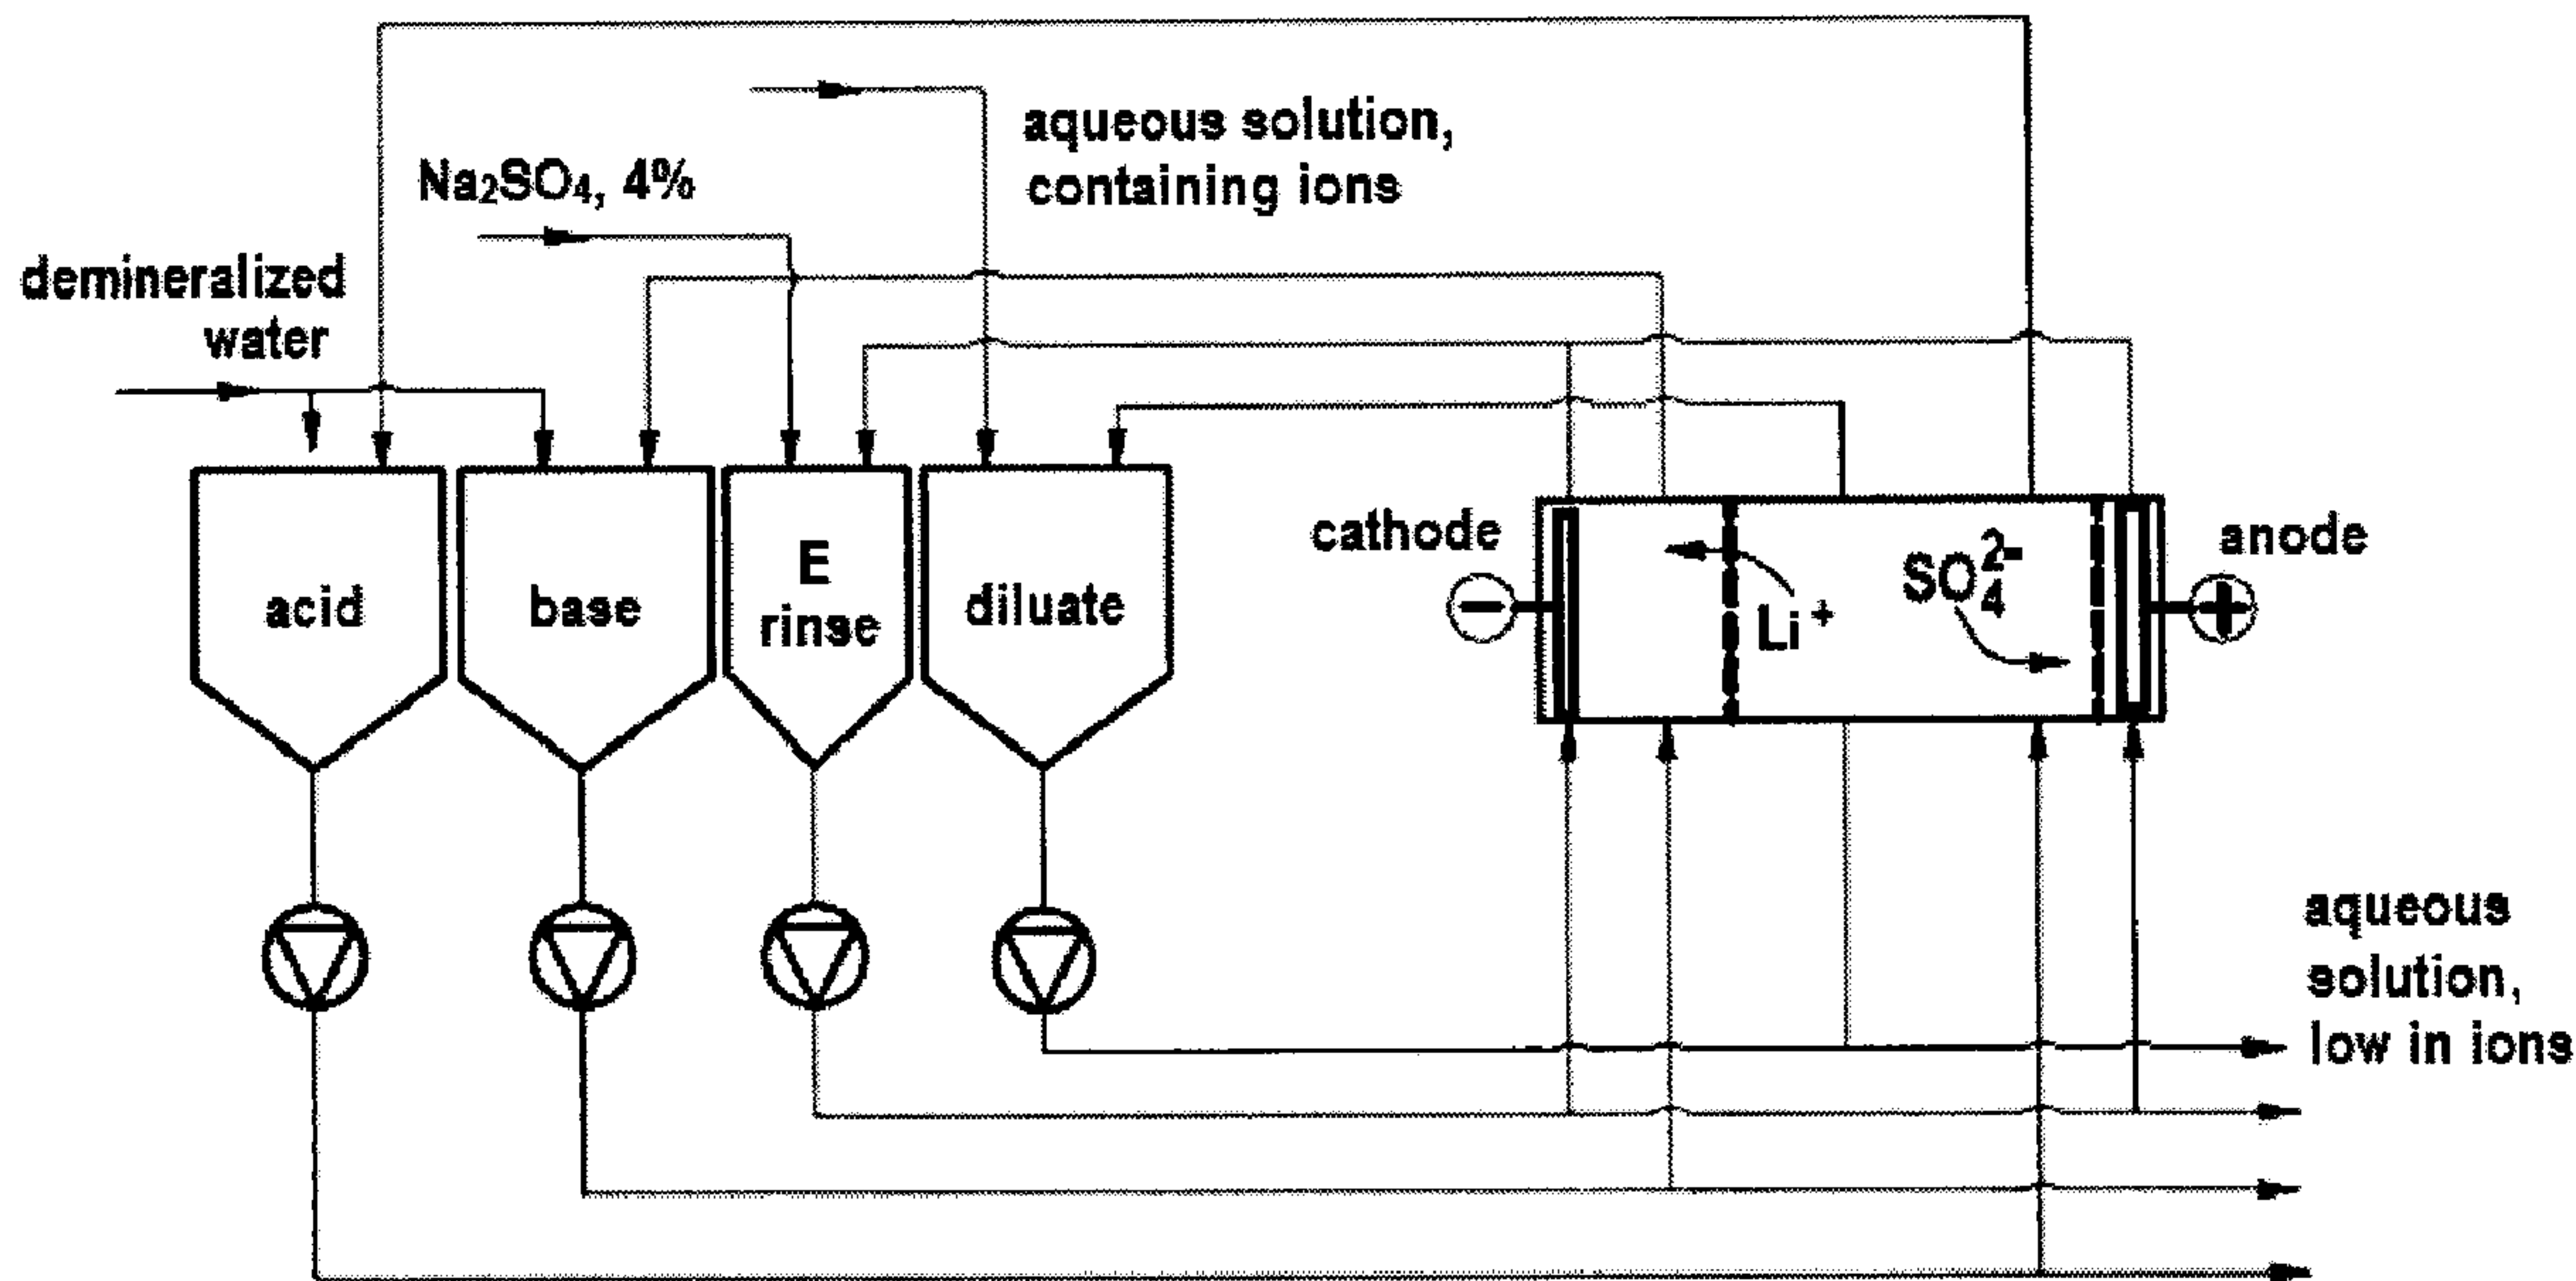 aqueous solution,
containing ions
Na₂SO₄, 4%
demineralized
water
acid
base
E
rinse
diluate
cathode
−
Li⁺
SO₄²⁻
anode
+
aqueous
solution,
low in ions